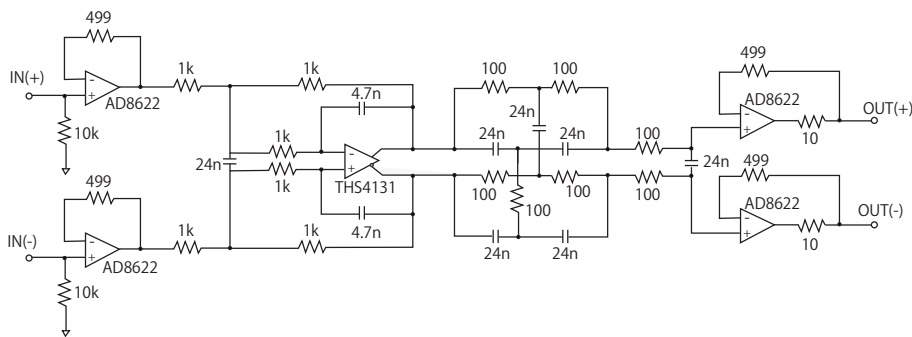 499
IN(+)
AD8622
10k
1k
1k
4.7n
1k
24n
1k
THS4131
4.7n
499
1k
1k
IN(-)
AD8622
10k
100
100
24n
24n
24n
100
100
100
24n
24n
100
100
24n
499
AD8622
OUT(+)
10
499
AD8622
OUT(-)
10